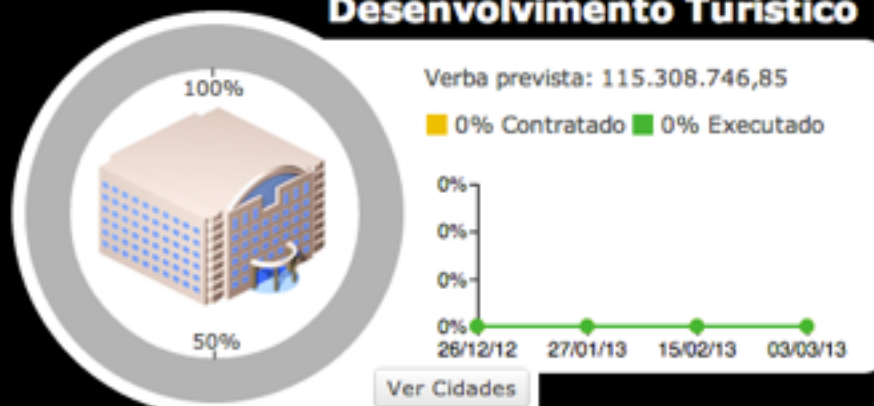 Desenvolvimento Turístico
100%
50%
Verba prevista: 115.308.746,85
0% Contratado 0% Executado
0%
0%
0%
0%
26/12/12 27/01/13 15/02/13 03/03/13
Ver Cidades